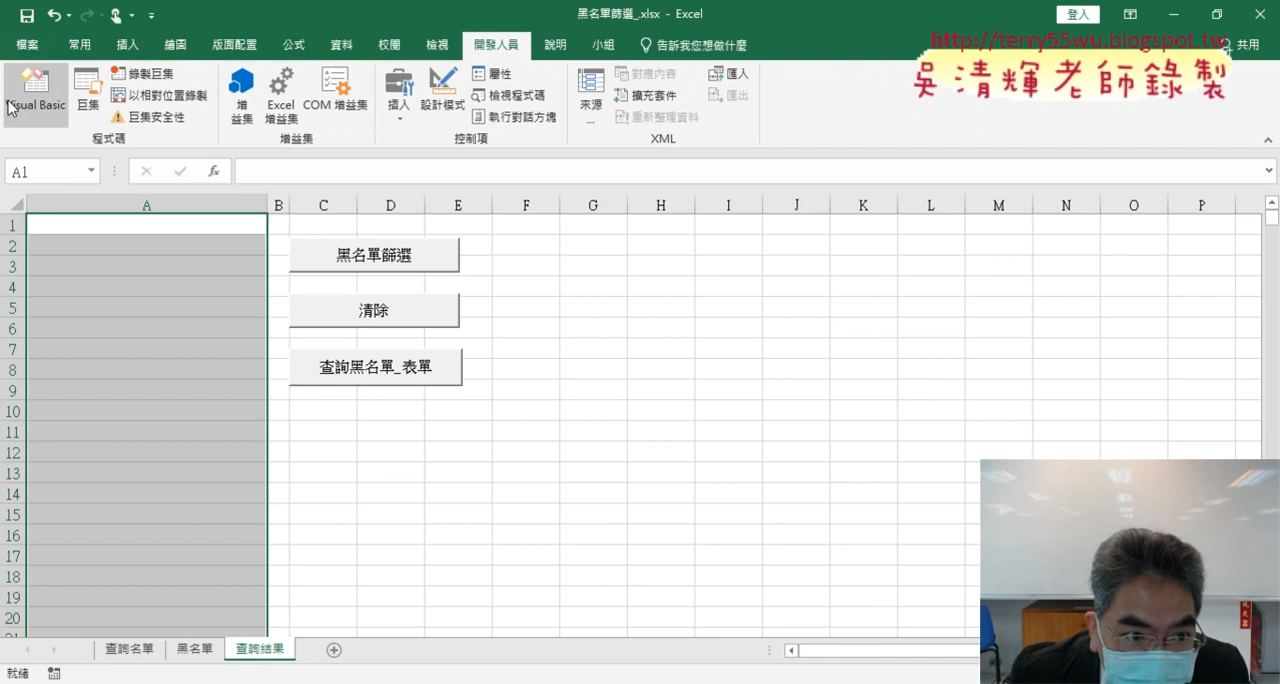 黑名單篩選_.xlsx - Excel
登入
檔案 常用 插入 繪圖 版面配置 公式 資料 校閱 檢視 開發人員 說明 小組 告訴我您想做什麼 共用
http://terry55wu.blogspot.tw
吳清輝老師錄製
Visual Basic
巨集
錄製巨集
以相對位置錄製
巨集安全性
程式碼
增益集
Excel 增益集
COM 增益集
增益集
插入
設計模式
屬性
檢視程式碼
執行對話方塊
控制項
來源...
對應內容
擴充套件
重新整理資料
匯入
匯出
XML
A1
fx
A B C D E F G H I J K L M N O P
1
2
3
4
5
6
7
8
9
10
11
12
13
14
15
16
17
18
19
20
黑名單篩選
清除
查詢黑名單_表單
查詢名單 黑名單 查詢結果
就緒